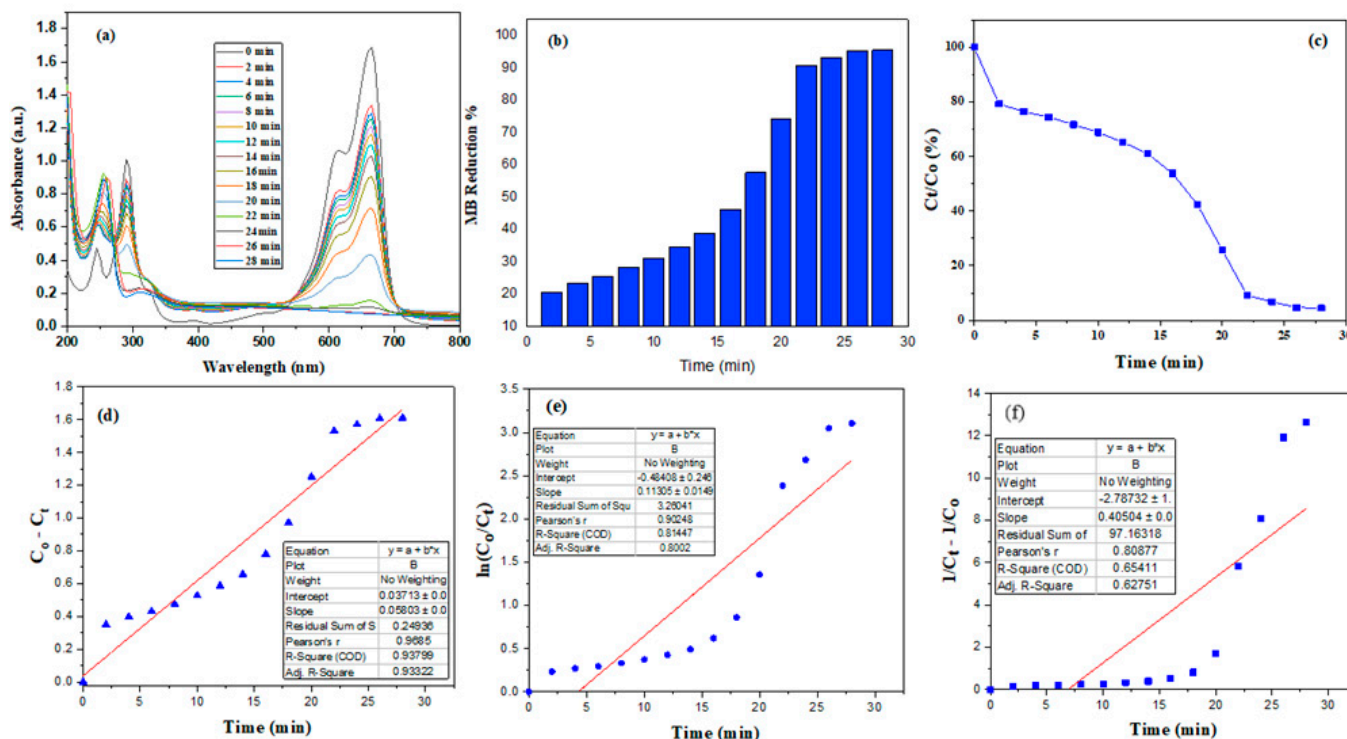 (a)
0 min
2 min
4 min
6 min
8 min
10 min
12 min
14 min
16min
18 min
20 min
22 min
24min
26 min
28 min
Absorbance (a.u.)
1.8
1.6
1.4
1.2
1.0
0.8
0.6
0.4
0.2
0.0
200 300 400 500 600 700 800
Wavelength (nm)
(b)
MB Reduction %
100
90
80
70
60
50
40
30
20
10
0 5 10 15 20 25 30
Time (min)
(c)
Ct/Co (%)
100
80
60
40
20
0
0 5 10 15 20 25 30
Time (min)
(d)
Co - Ct
1.8
1.6
1.4
1.2
1.0
0.8
0.6
0.4
0.2
0.0
Equation y = a + b*x
Plot B
Weight No Weighting
Intercept 0.03713 ± 0.0
Slope 0.05803 ± 0.0
Residual Sum of S 0.24936
Pearson's r 0.9685
R-Square (COD) 0.93799
Adj. R-Square 0.93322
0 5 10 15 20 25 30
Time (min)
(e)
ln(Co/Ct)
3.5
3.0
2.5
2.0
1.5
1.0
0.5
0.0
Equation y = a + b*x
Plot B
Weight No Weighting
Intercept -0.48408 ± 0.246
Slope 0.11305 ± 0.0149
Residual Sum of Squ 3.26041
Pearson's r 0.90248
R-Square (COD) 0.81447
Adj. R-Square 0.8002
0 5 10 15 20 25 30
Time (min)
(f)
1/Ct - 1/Co
14
12
10
8
6
4
2
0
Equation y = a + b*x
Plot B
Weight No Weighting
Intercept -2.78732 ± 1.
Slope 0.40504 ± 0.0
Residual Sum of 97.16318
Pearson's r 0.80877
R-Square (COD) 0.65411
Adj. R-Square 0.62751
0 5 10 15 20 25 30
Time (min)